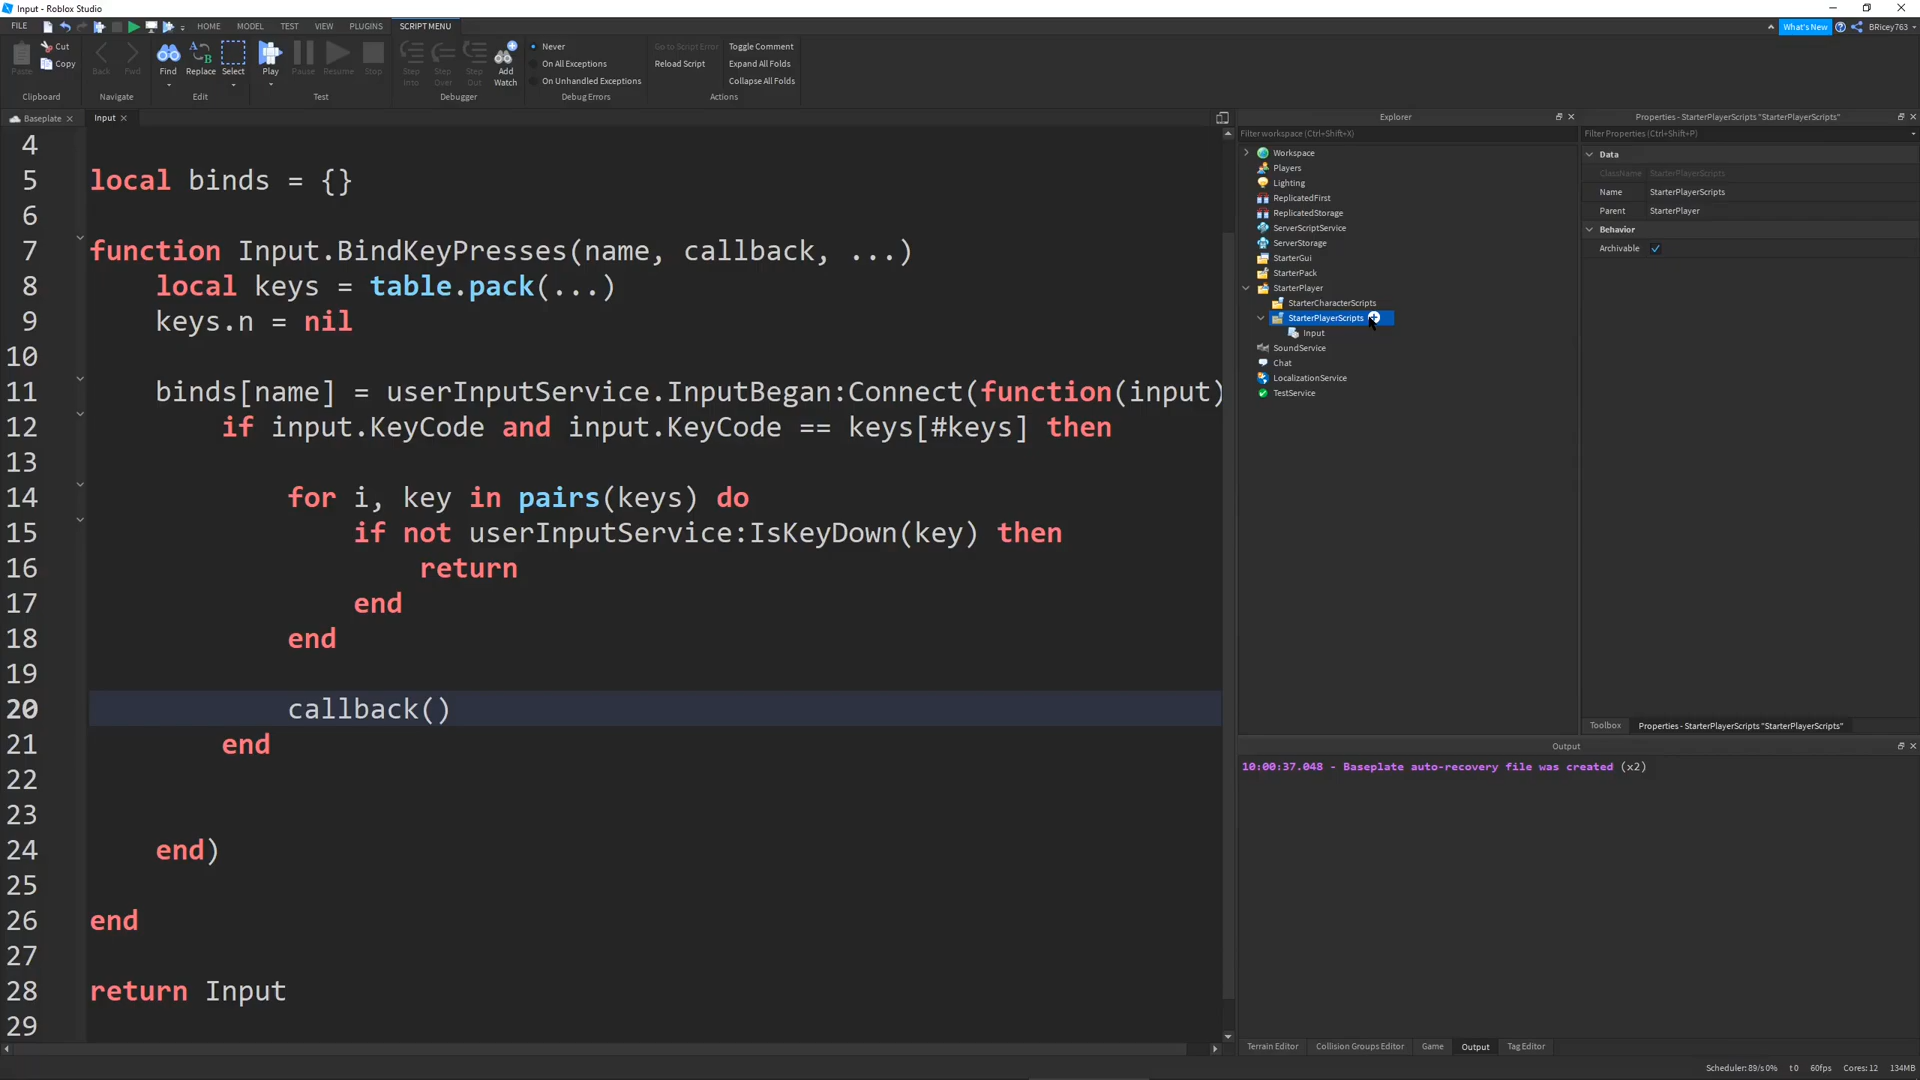 Input - Roblox Studio
FILE HOME MODEL TEST VIEW PLUGINS SCRIPT MENU
What's New BRicey763
Paste Cut Copy Back Fwd Find Replace Select Play Pause Resume Stop Step Into Step Over Step Out Add Watch
Never
On All Exceptions
On Unhandled Exceptions
Go to Script Error
Reload Script
Toggle Comment
Expand All Folds
Collapse All Folds
Clipboard Navigate Edit Test Debugger Debug Errors Actions
Baseplate Input
4
5 local binds = {}
6
7 function Input.BindKeyPresses(name, callback, ...)
8 local keys = table.pack(...)
9 keys.n = nil
10
11 binds[name] = userInputService.InputBegan:Connect(function(input)
12 if input.KeyCode and input.KeyCode == keys[#keys] then
13
14 for i, key in pairs(keys) do
15 if not userInputService:IsKeyDown(key) then
16 return
17 end
18 end
19
20 callback()
21 end
22
23
24 end)
25
26 end
27
28 return Input
29
Explorer
Filter workspace (Ctrl+Shift+X)
Workspace
Players
Lighting
ReplicatedFirst
ReplicatedStorage
ServerScriptService
ServerStorage
StarterGui
StarterPack
StarterPlayer
StarterCharacterScripts
StarterPlayerScripts
Input
SoundService
Chat
LocalizationService
TestService
Properties - StarterPlayerScripts "StarterPlayerScripts"
Filter Properties (Ctrl+Shift+P)
Data
ClassName StarterPlayerScripts
Name StarterPlayerScripts
Parent StarterPlayer
Behavior
Archivable
Toolbox Properties - StarterPlayerScripts "StarterPlayerScripts"
Output
10:00:37.048 - Baseplate auto-recovery file was created (x2)
Terrain Editor Collision Groups Editor Game Output Tag Editor
Scheduler: 89/s 0% t 0 60fps Cores: 12 134MB